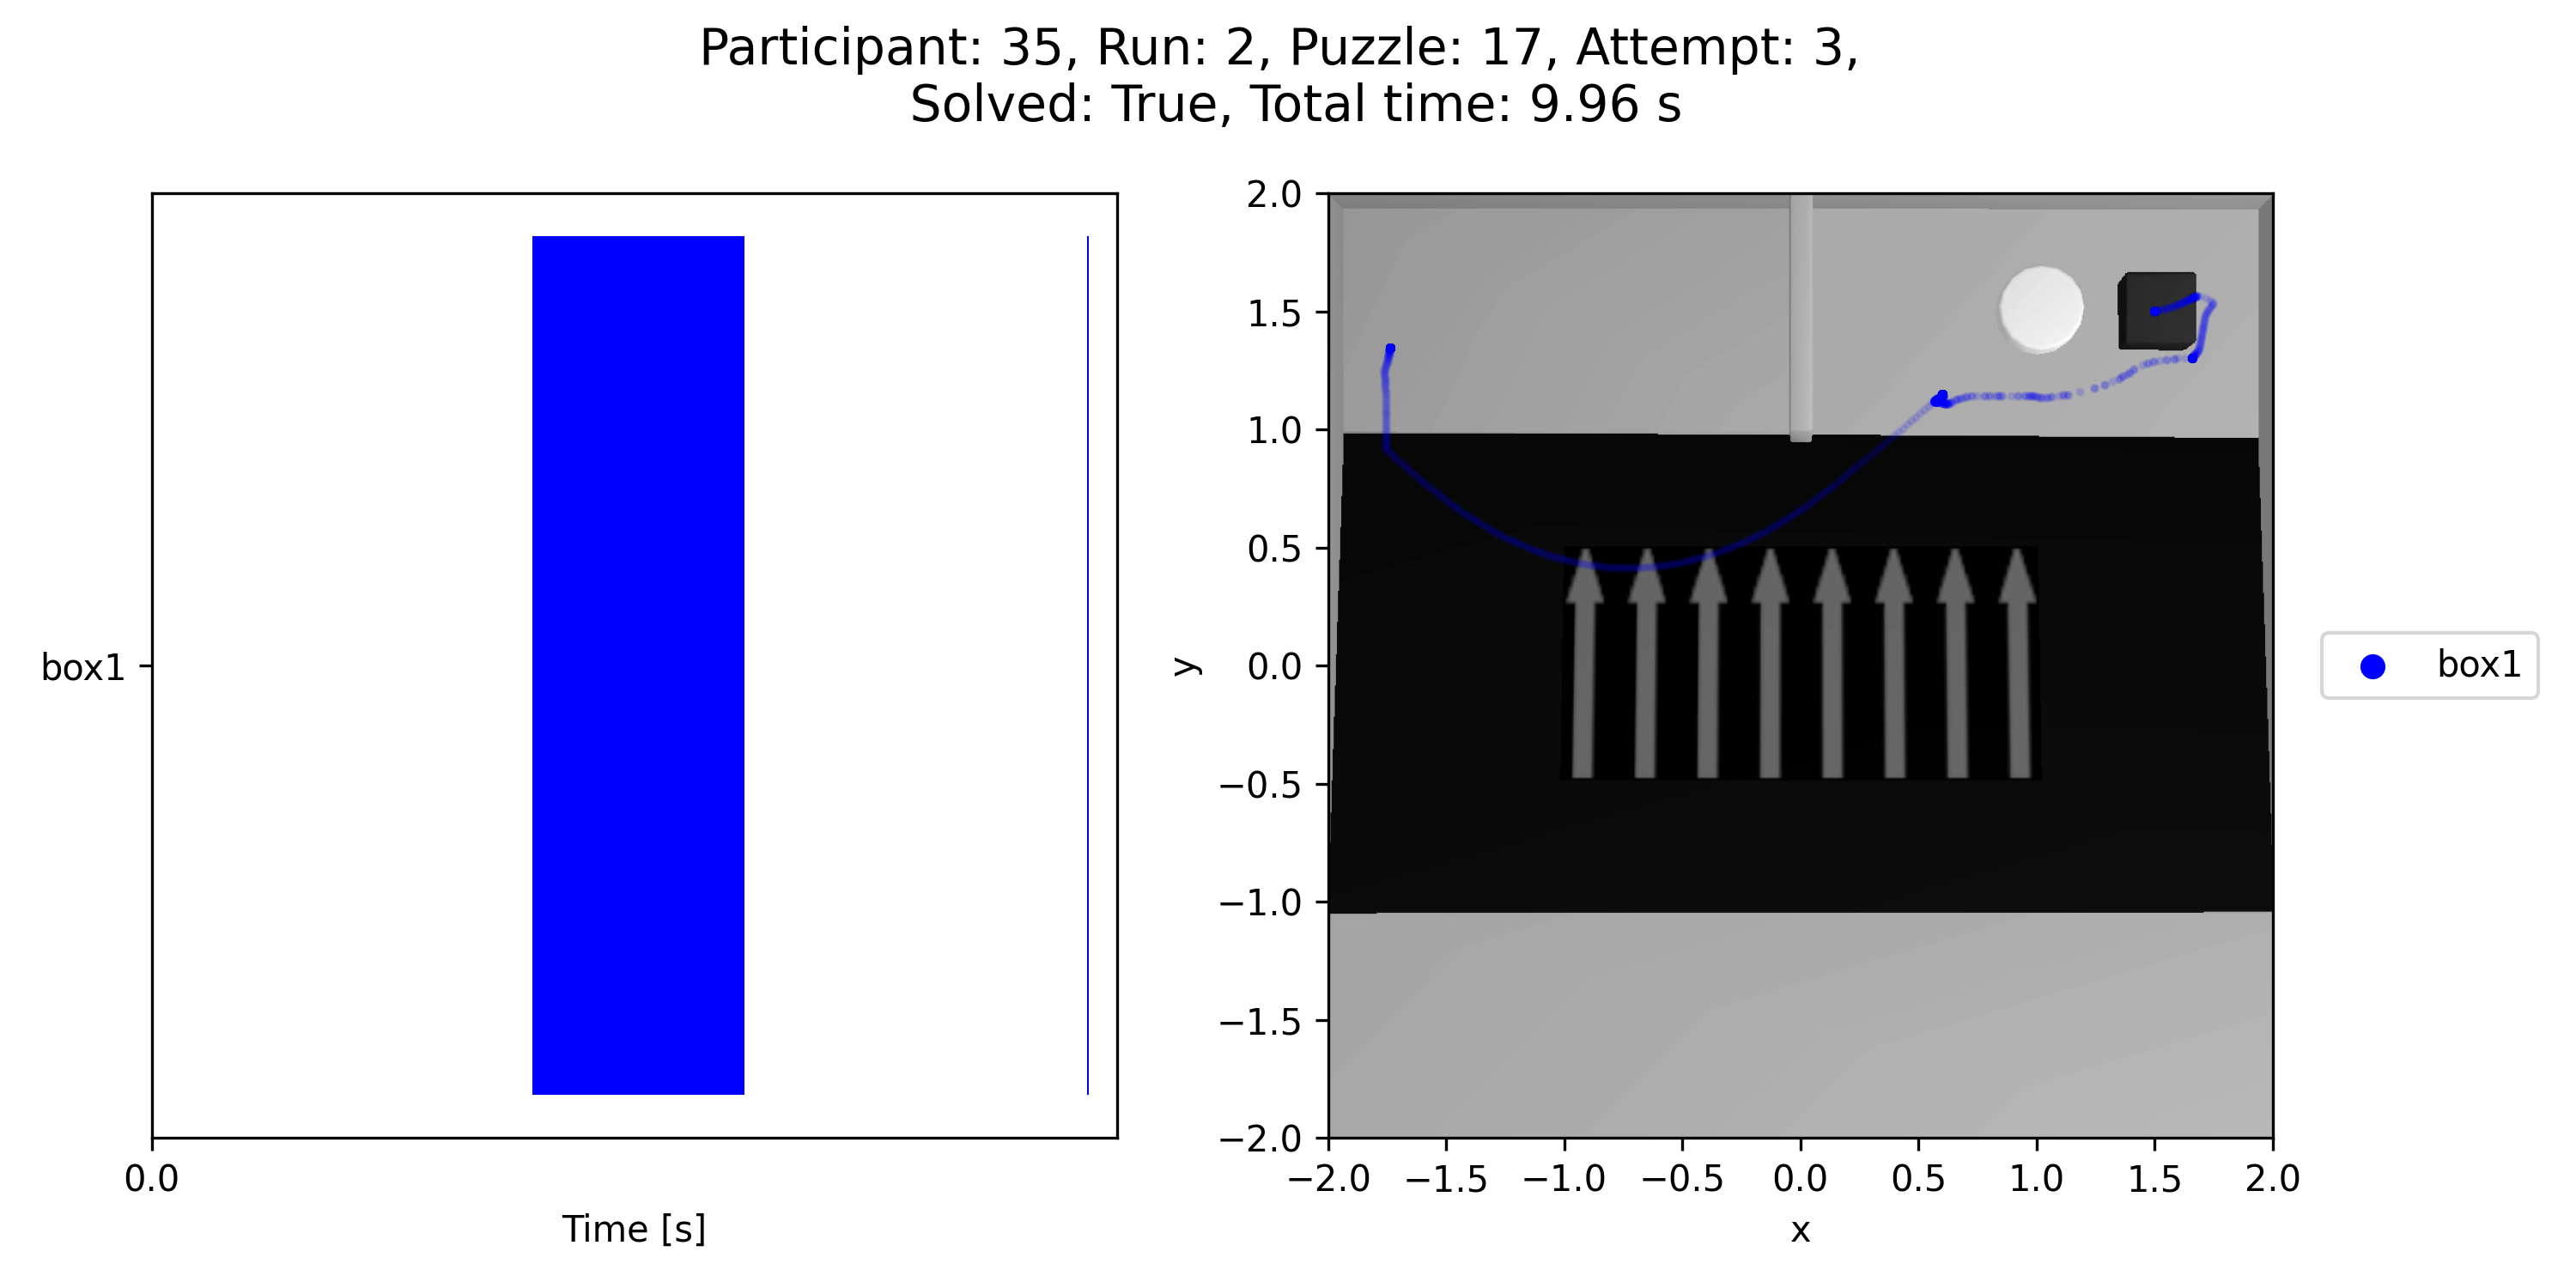 Participant: 35, Run: 2, Puzzle: 17, Attempt: 3,
Solved: True, Total time: 9.96 s
box1
0.0
Time [s]
2.0
1.5
1.0
0.5
0.0
−0.5
−1.0
−1.5
−2.0
y
−2.0 −1.5 −1.0 −0.5 0.0 0.5 1.0 1.5 2.0
x
box1